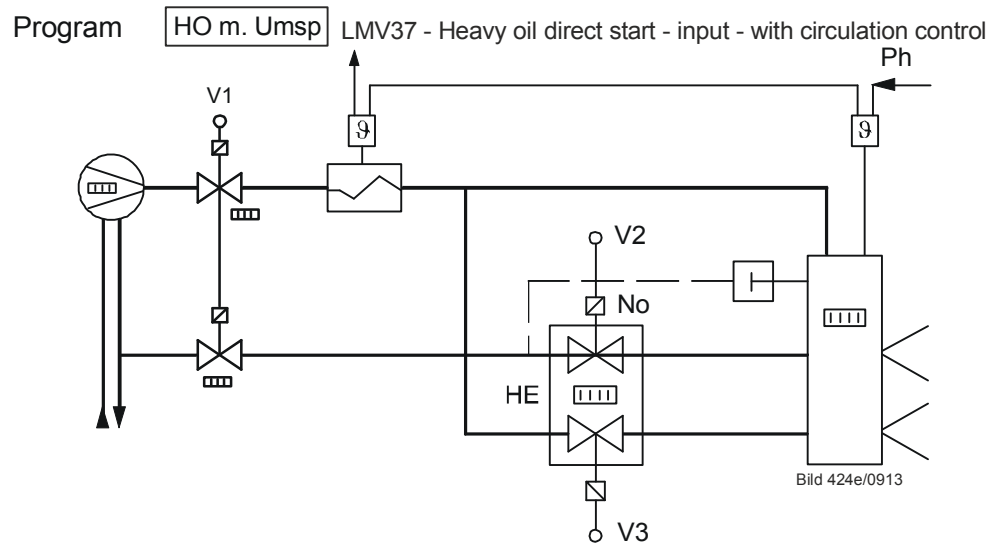 Program HO m. Umsp LMV37 - Heavy oil direct start - input - with circulation control
Ph
V1
ϑ ϑ
V2
No
HE
V3
Bild 424e/0913